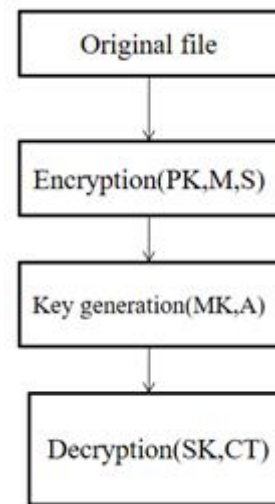 Original file
Encryption(PK,M,S)
Key generation(MK,A)
Decryption(SK,CT)